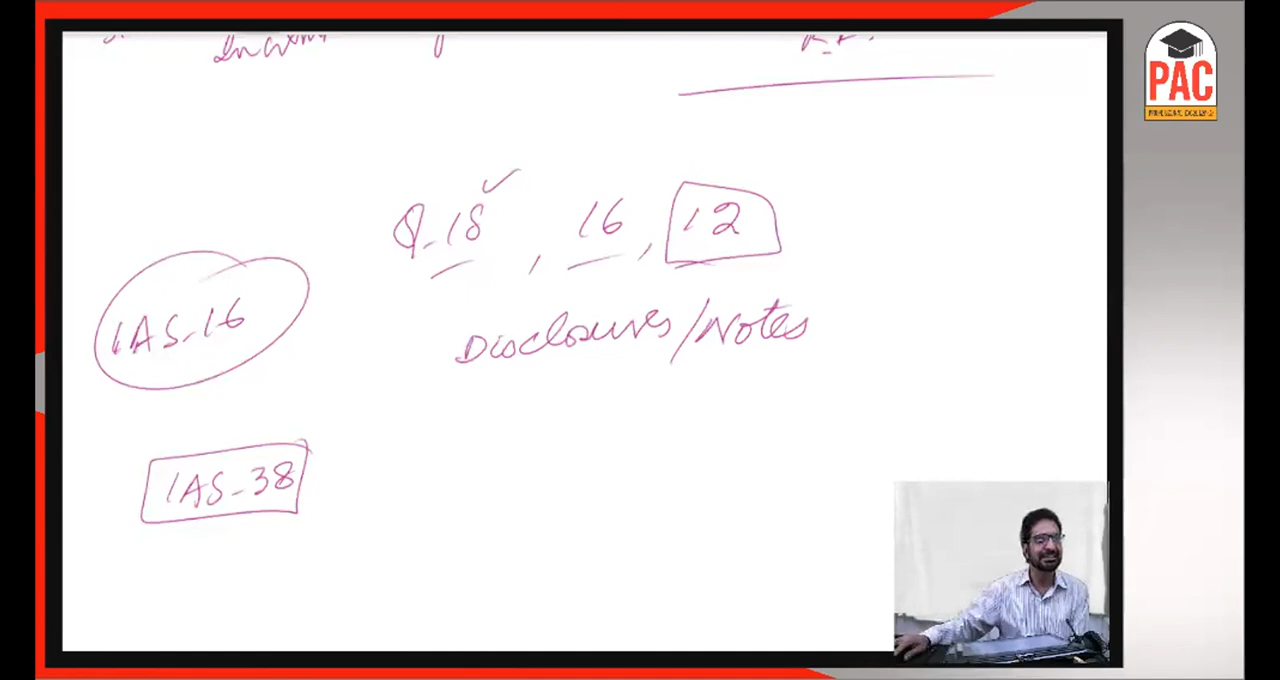 PAC
Q-18 ✓, 16, 12
IAS-16
Disclosures/Notes
IAS-38